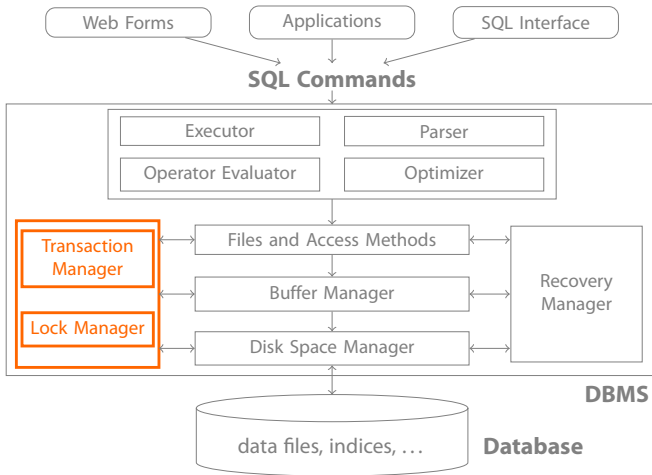 Web Forms
Applications
SQL Interface
SQL Commands
Executor
Parser
Operator Evaluator
Optimizer
Transaction
Manager
Files and Access Methods
Recovery
Manager
Buffer Manager
Lock Manager
Disk Space Manager
DBMS
data files, indices, …
Database